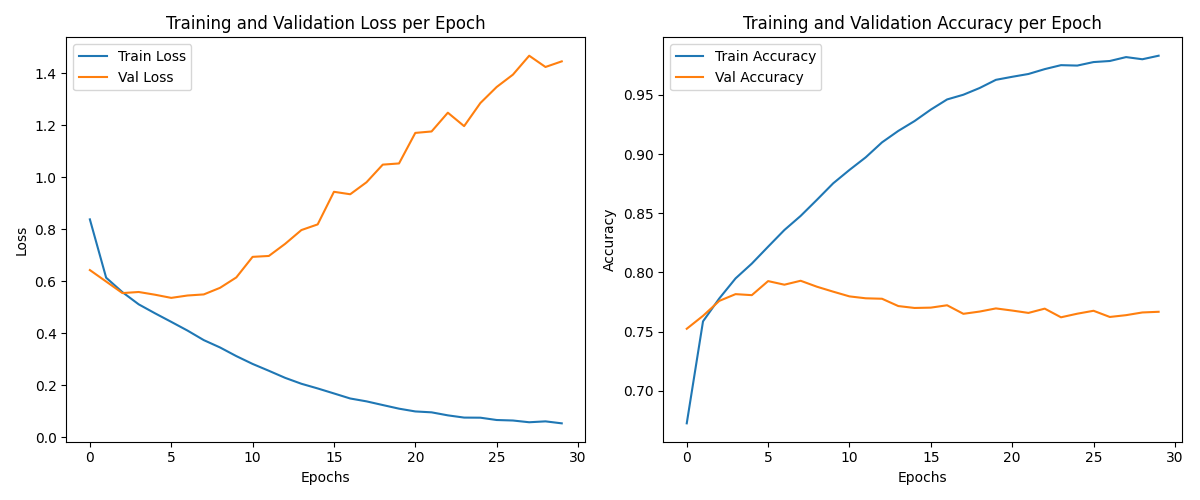 Training and Validation Loss per Epoch
Train Loss
Val Loss
1.4
1.2
1.0
0.8
0.6
0.4
0.2
0.0
Loss
0 5 10 15 20 25 30
Epochs
Training and Validation Accuracy per Epoch
Train Accuracy
Val Accuracy
0.95
0.90
0.85
0.80
0.75
0.70
Accuracy
0 5 10 15 20 25 30
Epochs